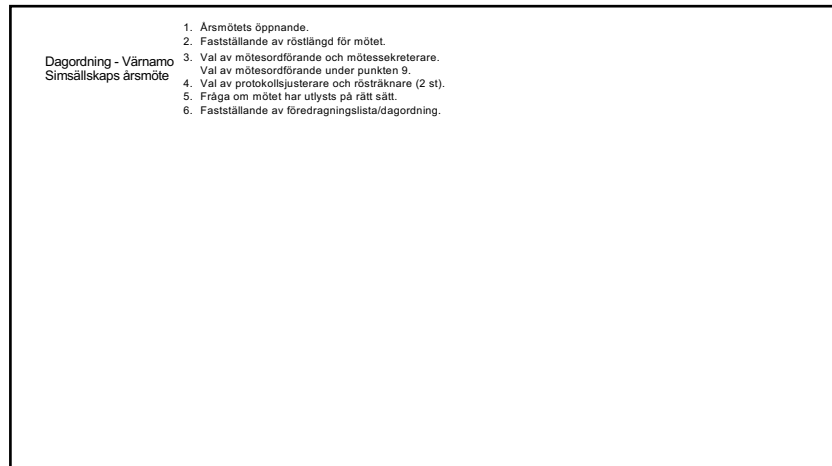 Dagordning - Värnamo
Simsällskaps årsmöte
1. Årsmötets öppnande.
2. Fastställande av röstlängd för mötet.
3. Val av mötesordförande och mötessekreterare.
Val av mötesordförande under punkten 9.
4. Val av protokollsjusterare och rösträknare (2 st).
5. Fråga om mötet har utlysts på rätt sätt.
6. Fastställande av föredragningslista/dagordning.